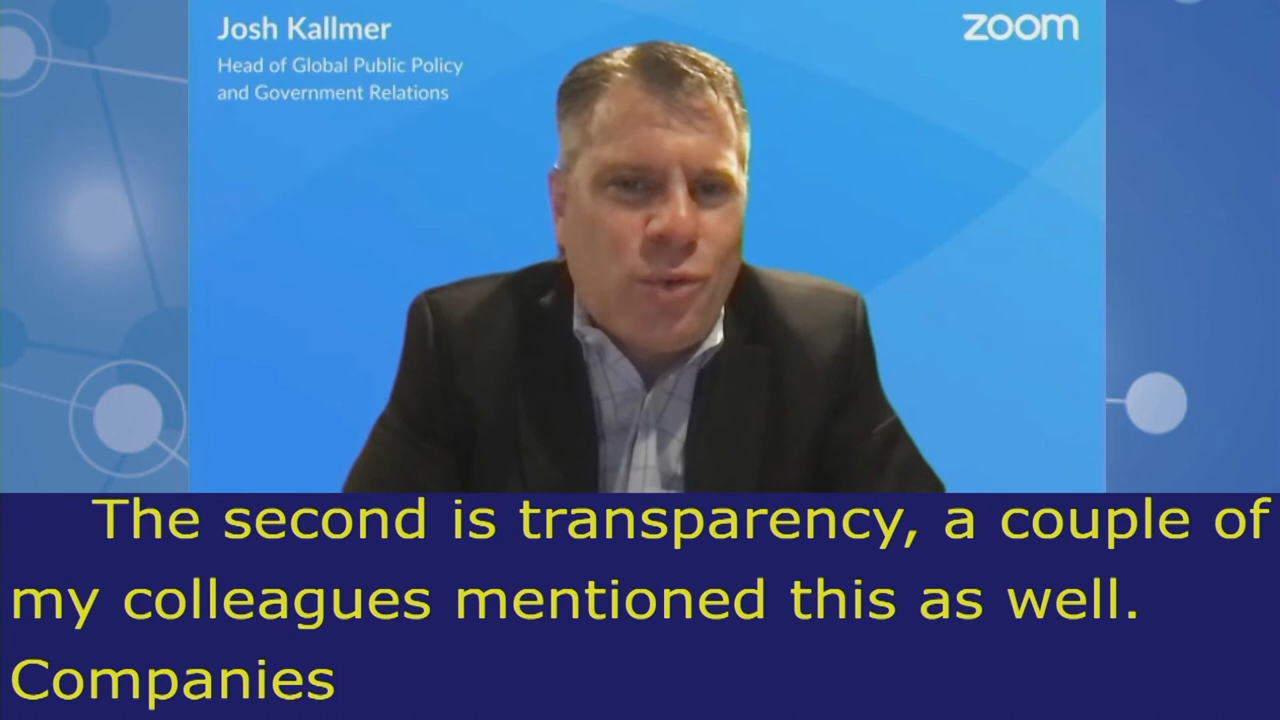 Josh Kallmer
zoom
Head of Global Public Policy
and Government Relations
The second is transparency, a couple of
my colleagues mentioned this as well.
Companies